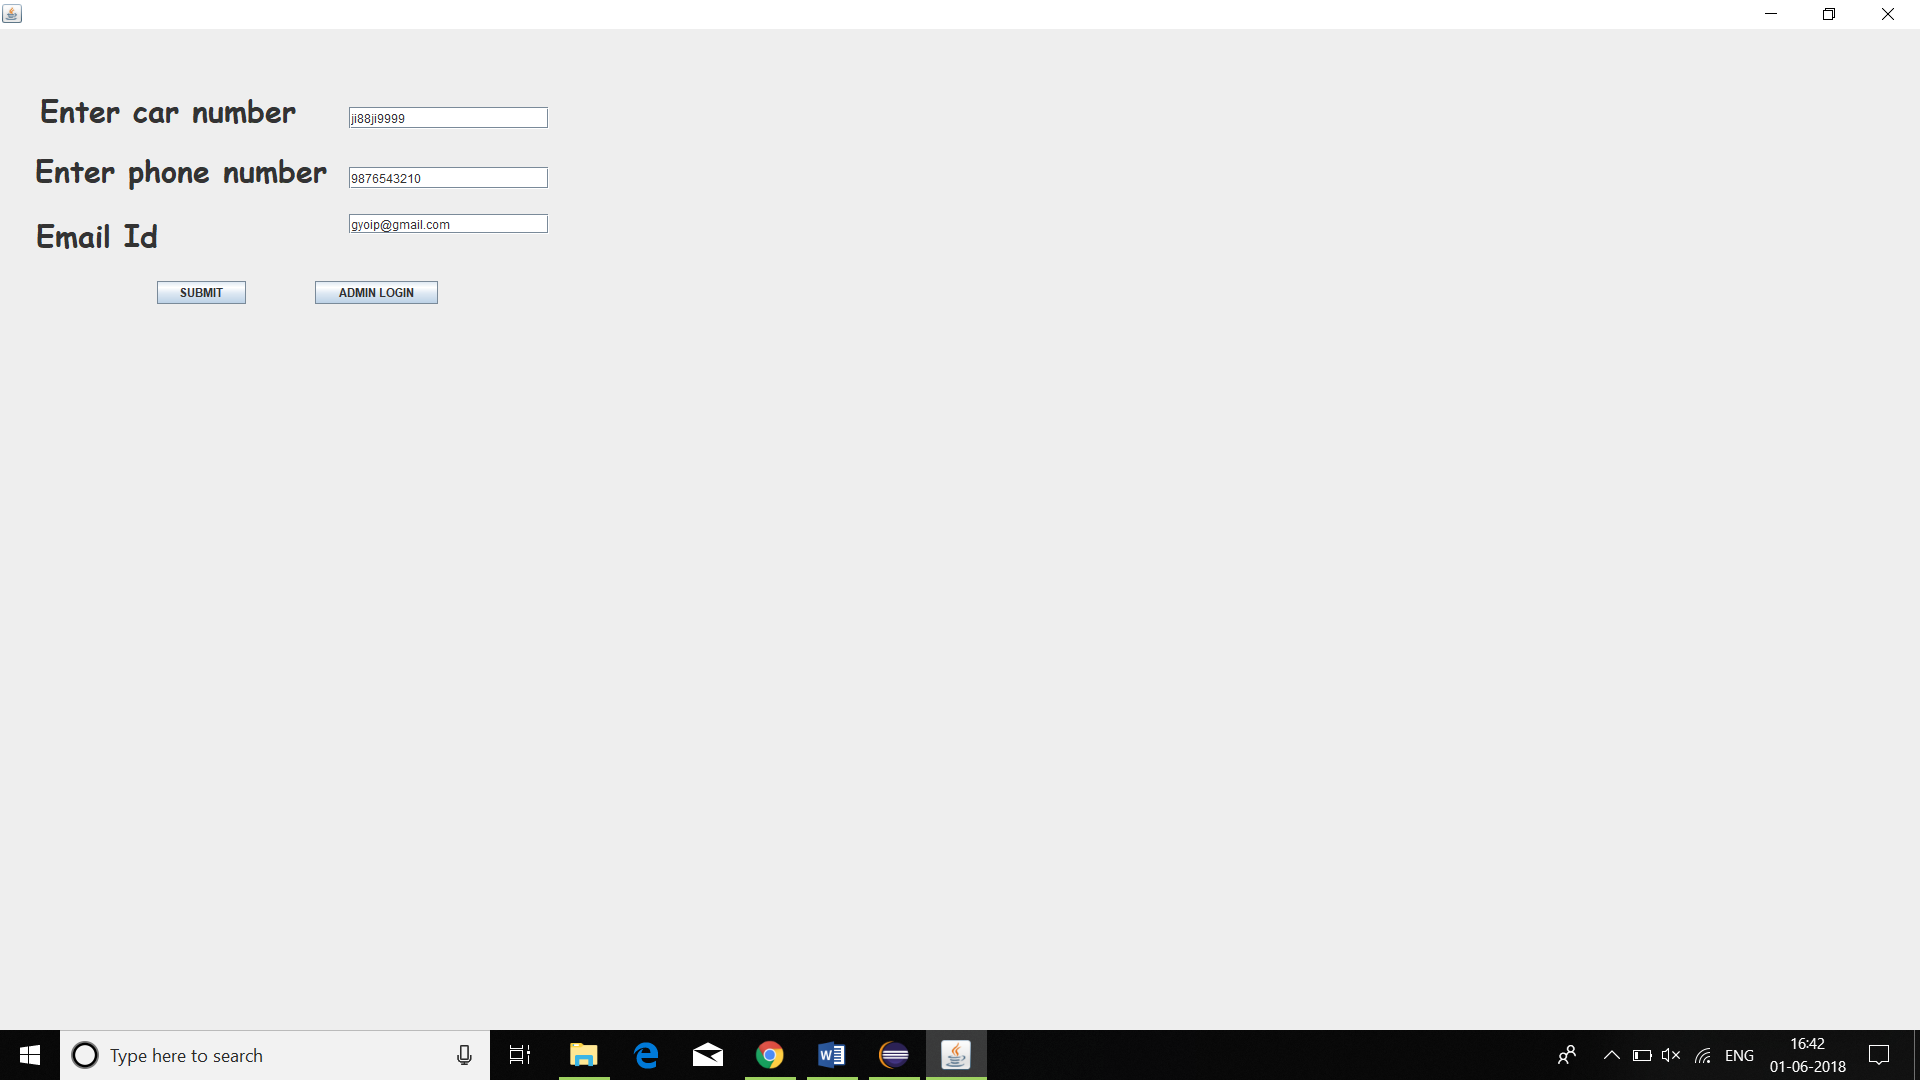 Enter car number
ji88ji9999
Enter phone number
9876543210
Email Id
gyoip@gmail.com
SUBMIT
ADMIN LOGIN
Type here to search
ENG
16:42
01-06-2018